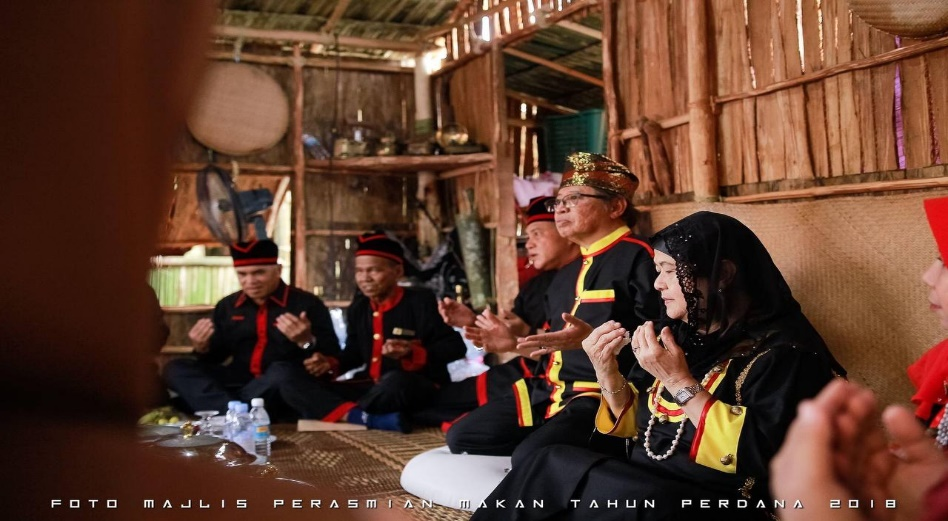 FOTO MAJLIS PERASMIAN MAKAN TAHUN PERDANA 2018